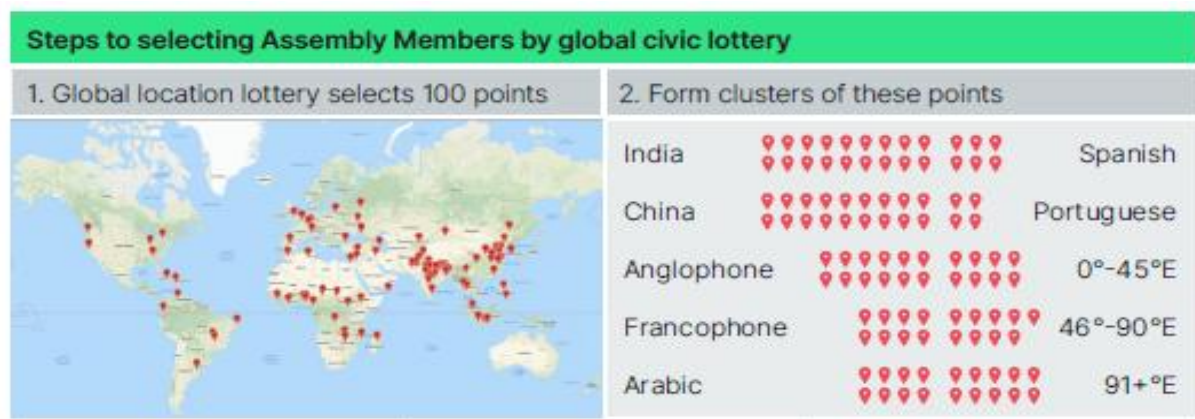 Steps to selecting Assembly Members by global civic lottery
1. Global location lottery selects 100 points
2. Form clusters of these points
India
Spanish
China
Portuguese
Anglophone
0°-45°E
Francophone
46°-90°E
Arabic
91+°E